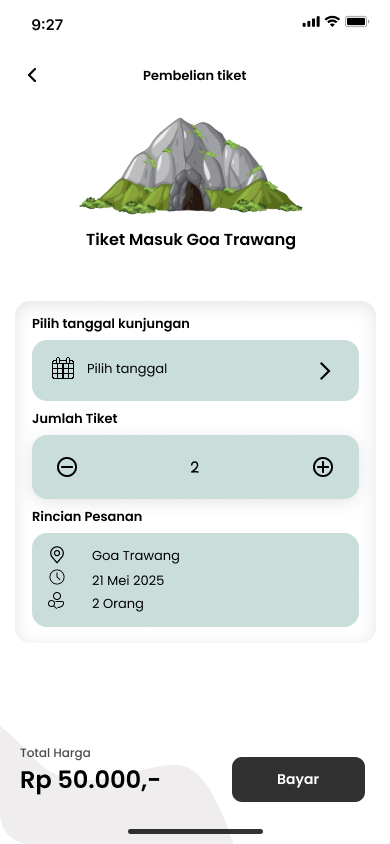 9:27
Pembelian tiket
Tiket Masuk Goa Trawang
Pilih tanggal kunjungan
Pilih tanggal
Jumlah Tiket
2
Rincian Pesanan
Goa Trawang
21 Mei 2025
2 Orang
Total Harga
Rp 50.000,-
Bayar